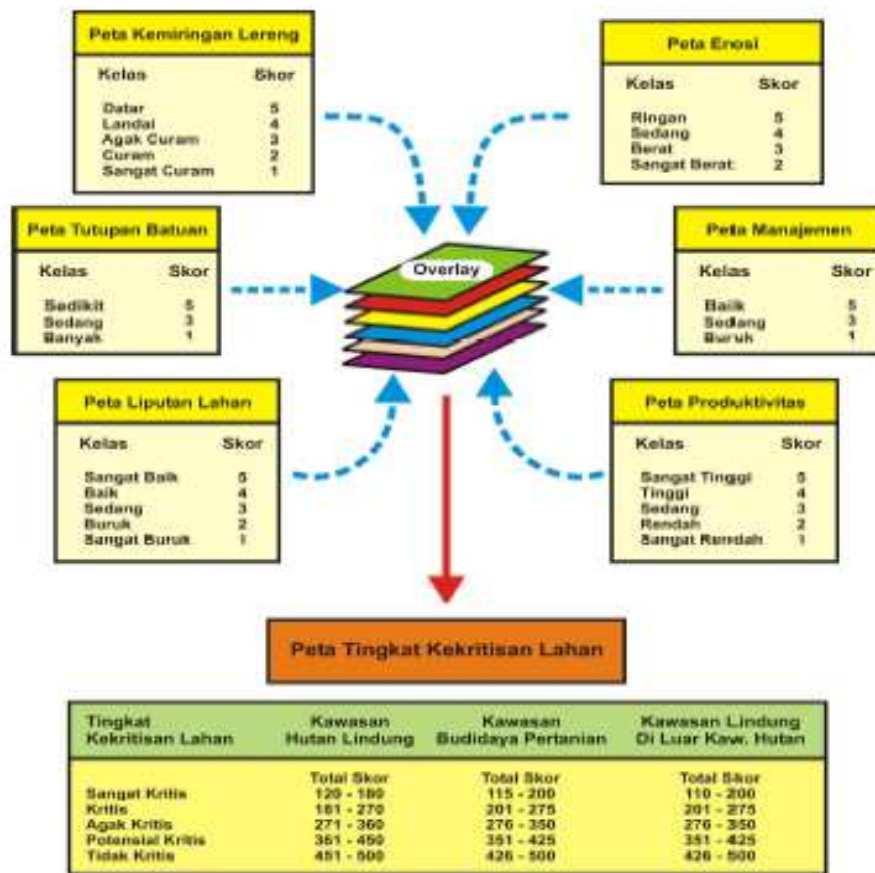 Peta Kemiringan Lereng
Kelas Skor
Datar 5
Landai 4
Agak Curam 3
Curam 2
Sangat Curam 1
Peta Erosi
Kelas Skor
Ringan 5
Sedang 4
Berat 3
Sangat Berat 2
Peta Tutupan Batuan
Kelas Skor
Sedikit 5
Sedang 3
Banyak 1
Overlay
Peta Manajemen
Kelas Skor
Baiik 5
Sedang 3
Buruk 1
Peta Liputan Lahan
Kelas Skor
Sangat Baik 5
Baik 4
Sedang 3
Buruk 2
Sangat Buruk 1
Peta Produktivitas
Kelas Skor
Sangat Tinggi 5
Tinggi 4
Sedang 3
Rendah 2
Sangat Rendah 1
Peta Tingkat Kekritisan Lahan
Tingkat Kekritisan Lahan
Kawasan Hutan Lindung
Kawasan Budidaya Pertanian
Kawasan Lindung Di Luar Kaw. Hutan
Total Skor Total Skor Total Skor
Sangat Kritis 120 - 180 115 - 200 110 - 200
Kritis 181 - 270 201 - 275 201 - 275
Agak Kritis 271 - 360 276 - 350 276 - 350
Potensial Kritis 361 - 450 351 - 425 351 - 425
Tidak Kritis 451 - 500 426 - 500 426 - 500